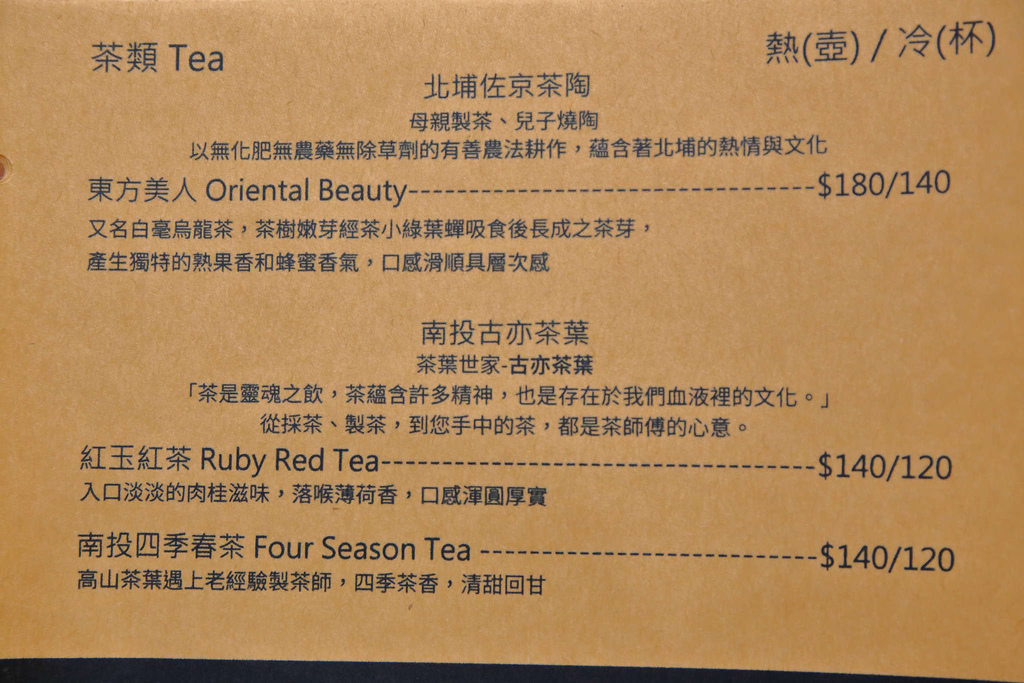 茶類 Tea
熱(壺) / 冷(杯)
北埔佐京茶陶
母親製茶、兒子燒陶
以無化肥無農藥無除草劑的有善農法耕作，蘊含著北埔的熱情與文化
東方美人 Oriental Beauty---------------------------------$180/140
又名白毫烏龍茶，茶樹嫩芽經茶小綠葉蟬吸食後長成之茶芽，
產生獨特的熟果香和蜂蜜香氣，口感滑順具層次感
南投古亦茶葉
茶葉世家-古亦茶葉
「茶是靈魂之飲，茶蘊含許多精神，也是存在於我們血液裡的文化。」
從採茶、製茶，到您手中的茶，都是茶師傅的心意。
紅玉紅茶 Ruby Red Tea-----------------------------------$140/120
入口淡淡的肉桂滋味，落喉薄荷香，口感渾圓厚實
南投四季春茶 Four Season Tea ---------------------------$140/120
高山茶葉遇上老經驗製茶師，四季茶香，清甜回甘